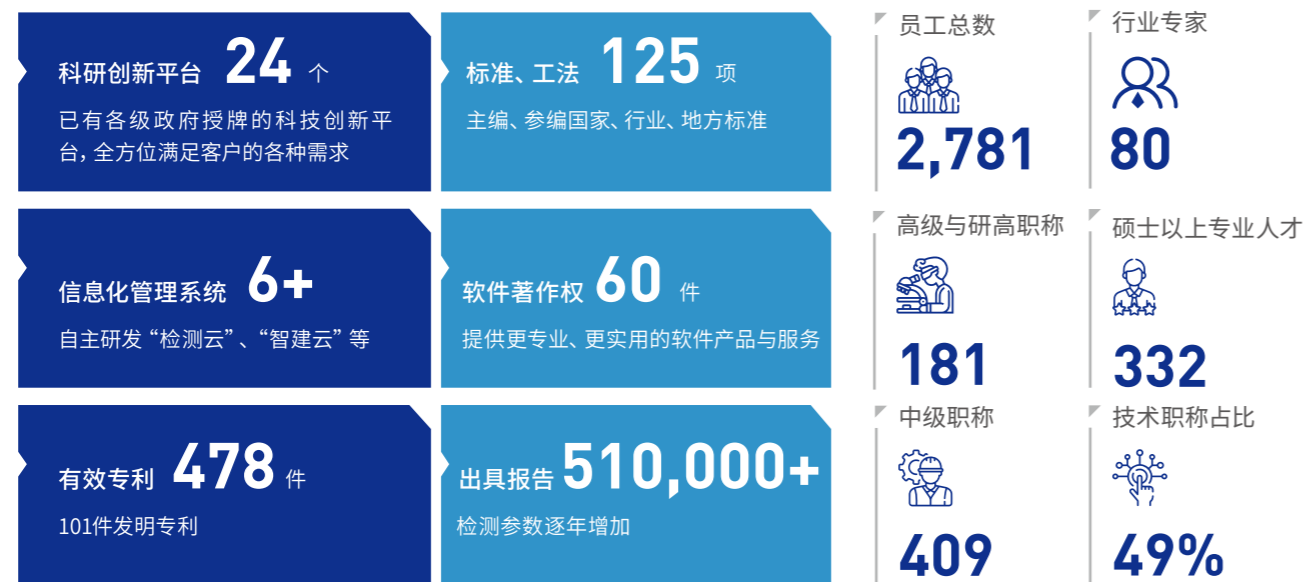 科研创新平台 24 个
已有各级政府授牌的科技创新平
台，全方位满足客户的各种需求
标准、工法 125 项
主编、参编国家、行业、地方标准
员工总数
2,781
行业专家
80
信息化管理系统 6+
自主研发“检测云”、“智建云”等
软件著作权 60 件
提供更专业、更实用的软件产品与服务
高级与研高职称
181
硕士以上专业人才
332
有效专利 478 件
101件发明专利
出具报告 510,000+
检测参数逐年增加
中级职称
409
技术职称占比
49%